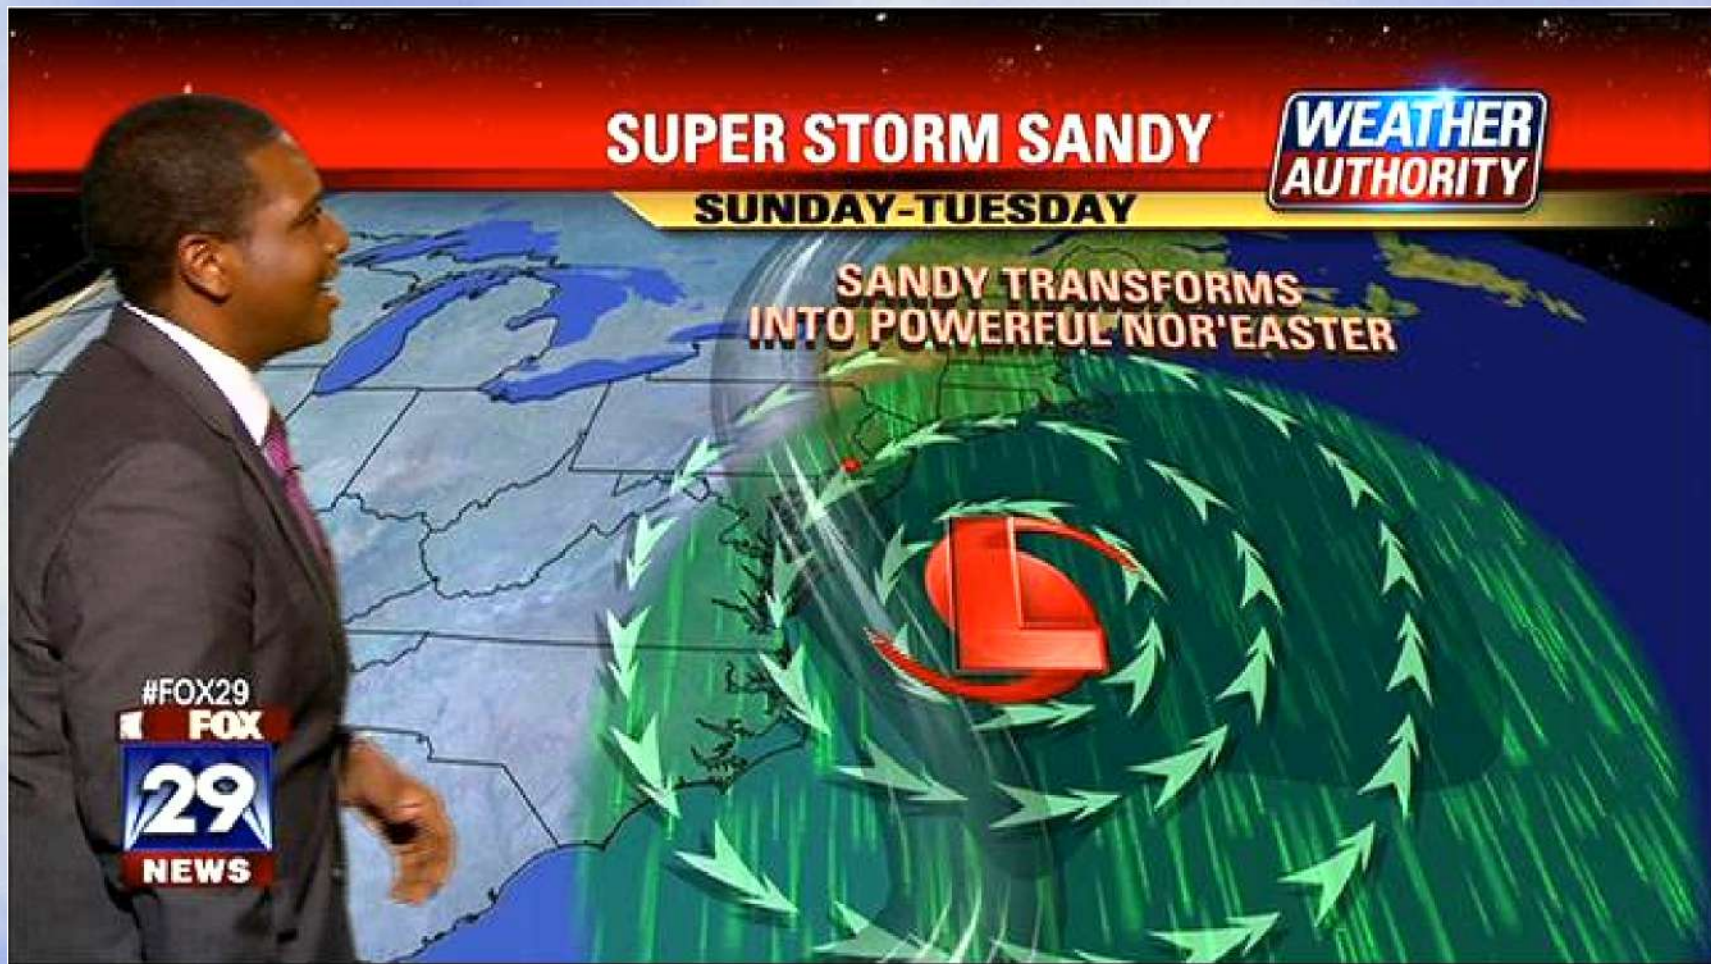 SUPER STORM SANDY
WEATHER
AUTHORITY
SUNDAY-TUESDAY
SANDY TRANSFORMS
INTO POWERFUL NOR'EASTER
L
#FOX29
FOX
29
NEWS